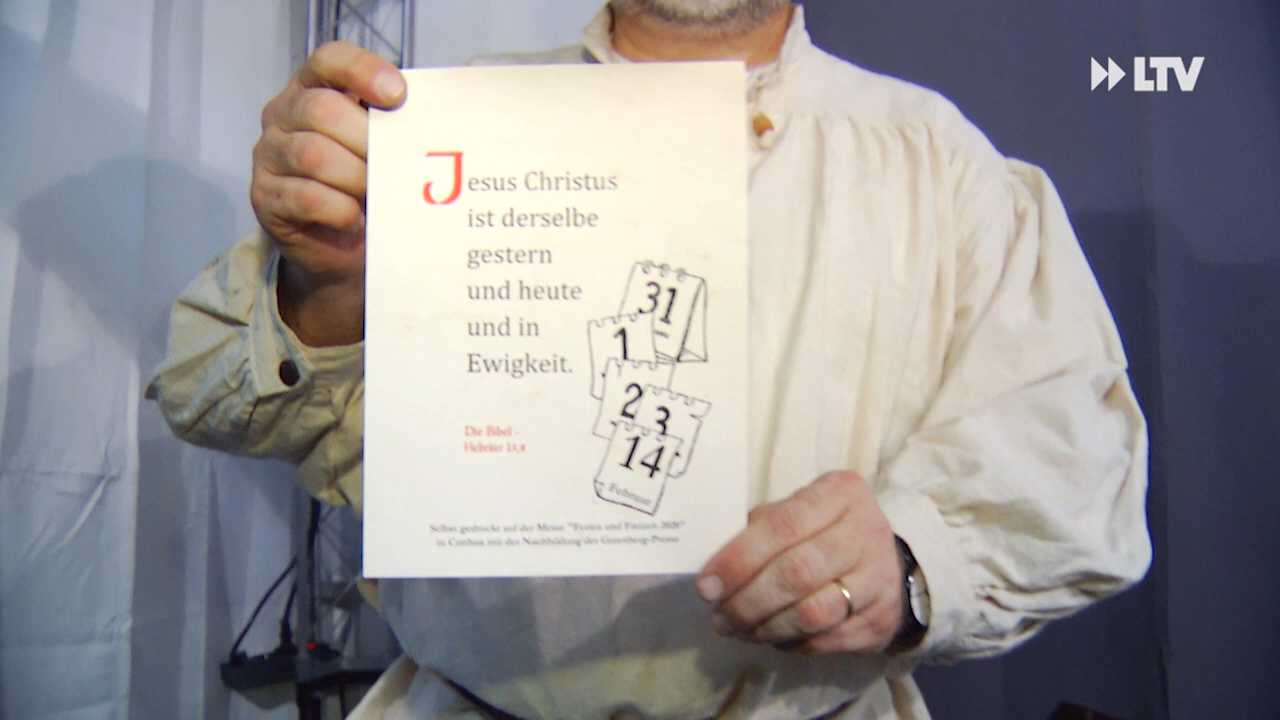 LTV
Jesus Christus
ist derselbe
gestern
und heute
und in
Ewigkeit.
31
1
2
3
14
Februar
Die Bibel -
Hebräer 13,8
Selbst gedruckt auf der Messe "Ferien und Freizeit 2020"
in Cottbus mit der Nachbildung der Gutenberg-Presse